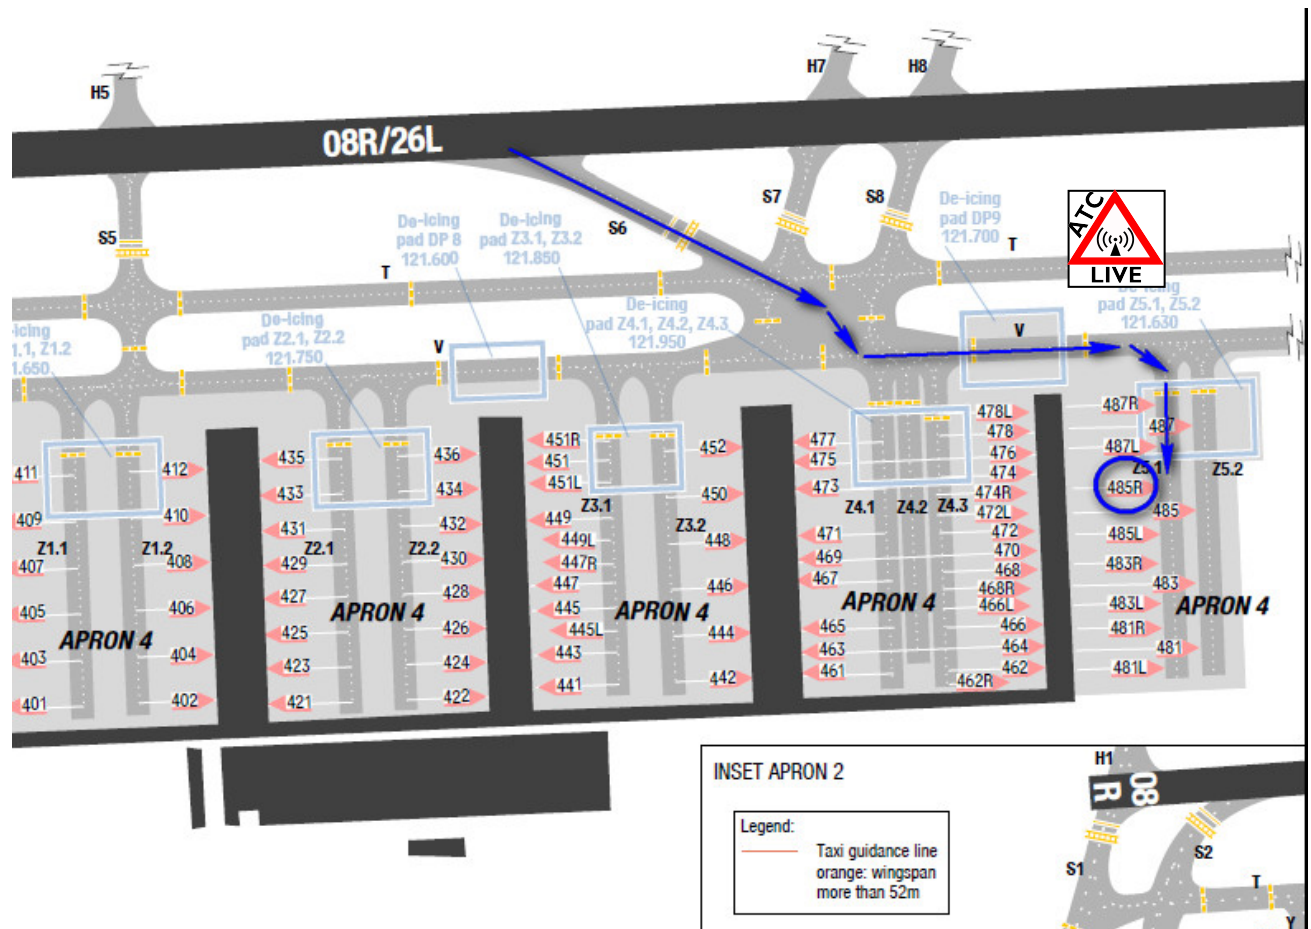 H5
H7
H8
08R/26L
S5
S6
S7
S8
De-icing
pad DP 8
121.600
De-icing
pad Z3.1, Z3.2
121.850
De-icing
pad DP9
121.700
ATC
LIVE
T
T
-icing
1.1, Z1.2
1.650
De-icing
pad Z2.1, Z2.2
121.750
De-icing
pad Z4.1, Z4.2, Z4.3
121.950
De-icing
pad Z5.1, Z5.2
121.630
V
V
411
409
407
405
403
401
Z1.1
Z1.2
412
410
408
406
404
402
APRON 4
435
433
431
429
427
425
423
421
Z2.1
Z2.2
436
434
432
430
428
426
424
422
APRON 4
451R
451
451L
449
449L
447R
447
445
445L
443
441
Z3.1
Z3.2
452
450
448
446
444
442
APRON 4
477
475
473
471
469
467
465
463
461
Z4.1
Z4.2
Z4.3
478L
478
476
474
474R
472L
472
470
468
468R
466L
466
464
462
462R
APRON 4
487R
487
487L
485R
485
485L
483R
483
483L
481R
481
481L
Z5.1
Z5.2
APRON 4
INSET APRON 2
Legend:
Taxi guidance line
orange: wingspan
more than 52m
H1
08
R
S1
S2
T
Y